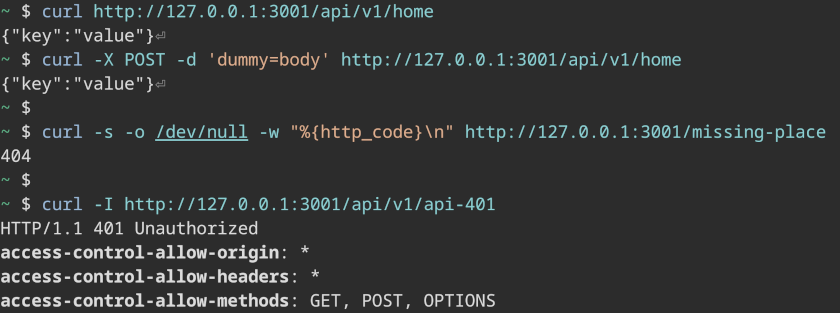 ~ $ curl http://127.0.0.1:3001/api/v1/home
{"key":"value"}⏎
~ $ curl -X POST -d 'dummy=body' http://127.0.0.1:3001/api/v1/home
{"key":"value"}⏎
~ $
~ $ curl -s -o /dev/null -w "%{http_code}\n" http://127.0.0.1:3001/missing-place
404
~ $
~ $ curl -I http://127.0.0.1:3001/api/v1/api-401
HTTP/1.1 401 Unauthorized
access-control-allow-origin: *
access-control-allow-headers: *
access-control-allow-methods: GET, POST, OPTIONS